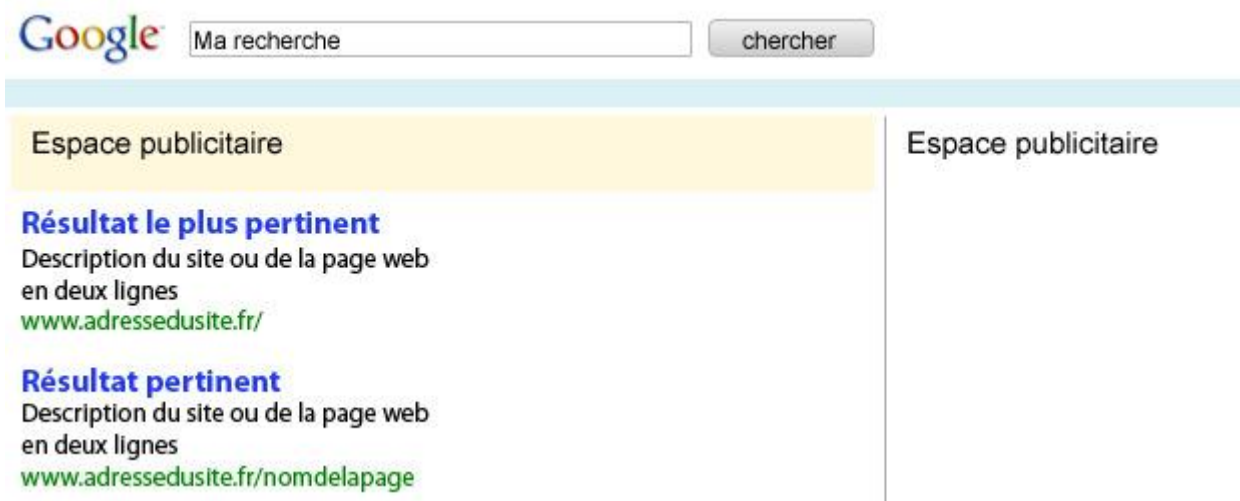 Google Ma recherche chercher
Espace publicitaire
Espace publicitaire
Résultat le plus pertinent
Description du site ou de la page web
en deux lignes
www.adressedusite.fr/
Résultat pertinent
Description du site ou de la page web
en deux lignes
www.adressedusite.fr/nomdelapage